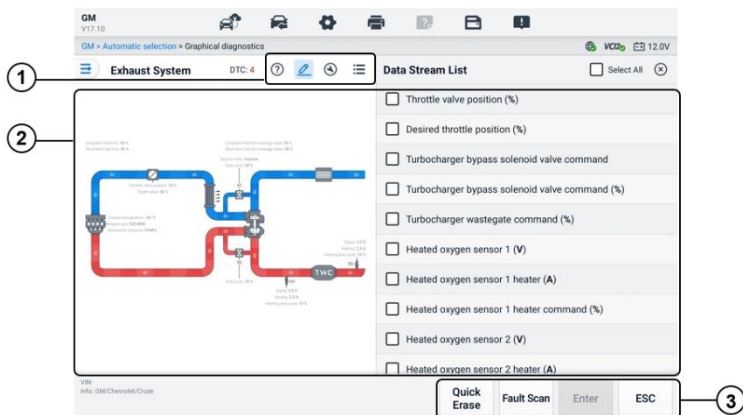 GM
V17.10
GM > Automatic selection > Graphical diagnostics
VCI2 12.0V
1
Exhaust System
DTC: 4
Data Stream List
Select All
2
Throttle valve position (%)
Desired throttle position (%)
Turbocharger bypass solenoid valve command
Turbocharger bypass solenoid valve command (%)
Turbocharger wastegate command (%)
Heated oxygen sensor 1 (V)
Heated oxygen sensor 1 heater (A)
Heated oxygen sensor 1 heater command (%)
Heated oxygen sensor 2 (V)
Heated oxygen sensor 2 heater (A)
TWC
VIN:
Info: GM/Chevrolet/Cruze
Quick
Erase
Fault Scan
Enter
ESC
3